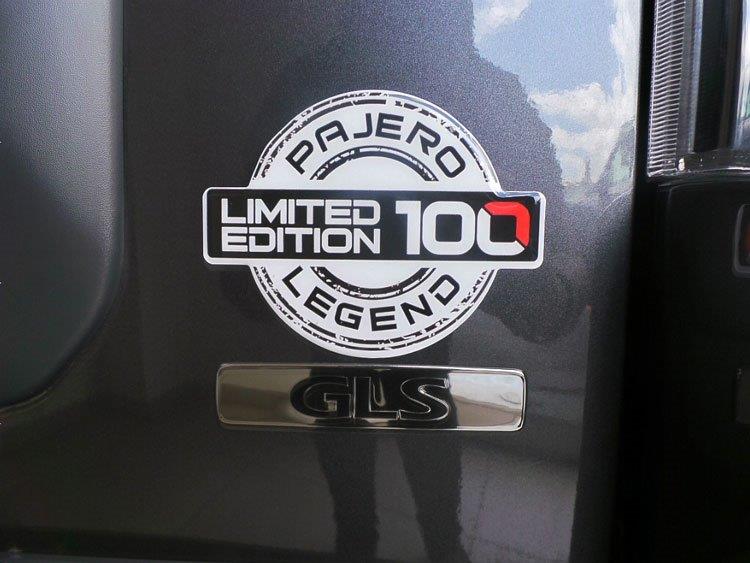 PAJERO
LIMITED
EDITION 100
LEGEND
GLS